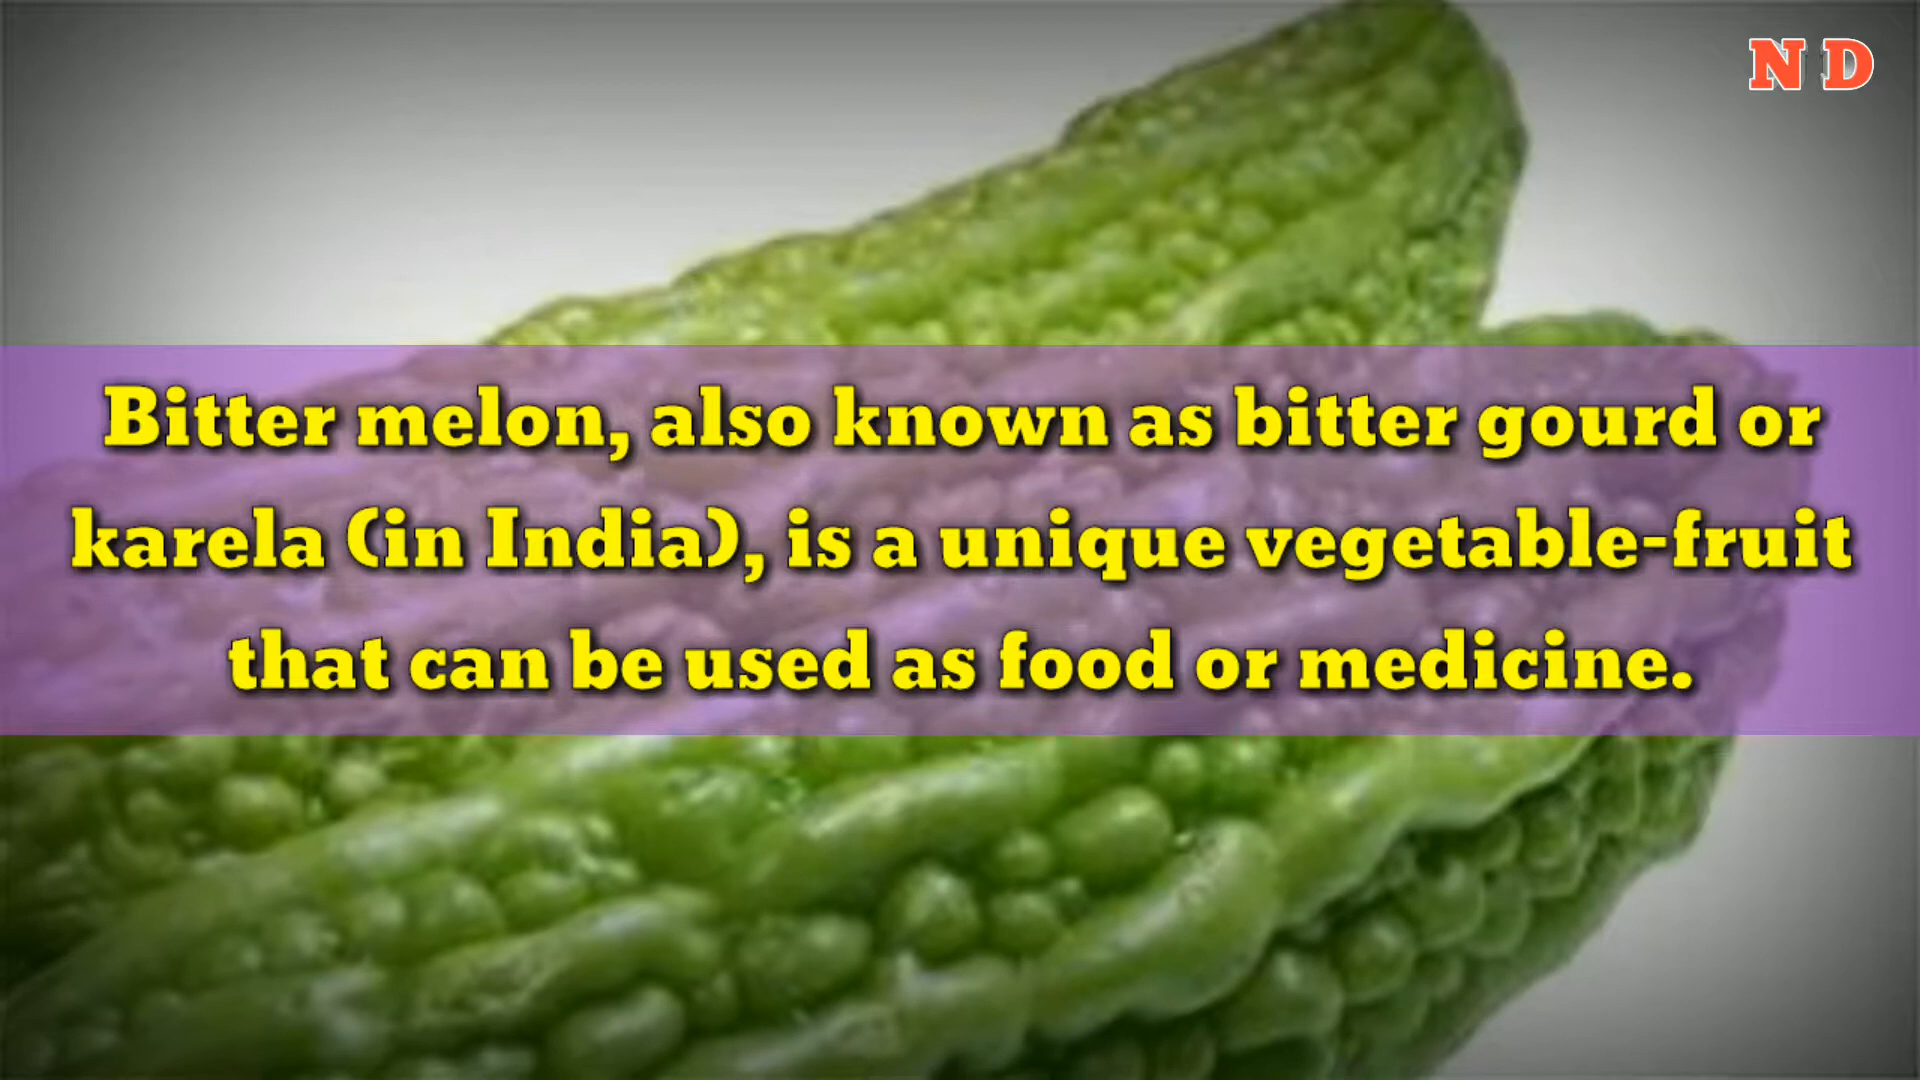 N D
Bitter melon, also known as bitter gourd or
karela (in India), is a unique vegetable-fruit
that can be used as food or medicine.